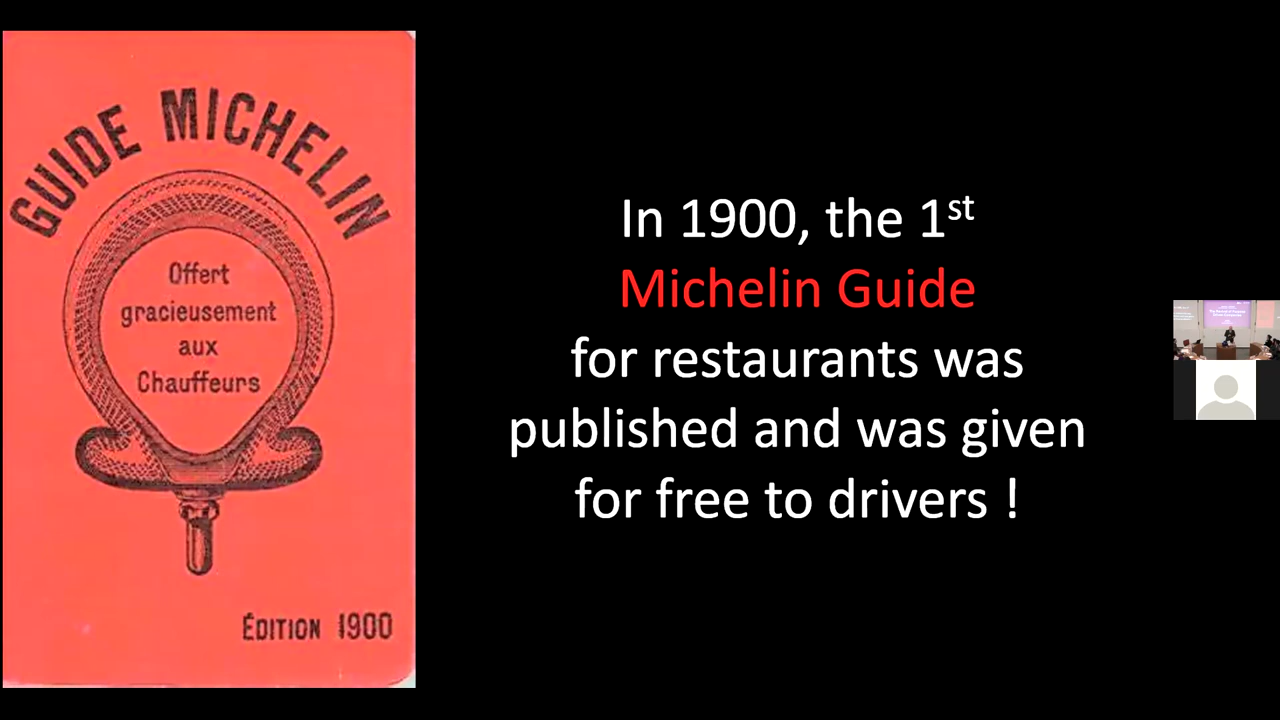 GUIDE MICHELIN
Offert
gracieusement
aux
Chauffeurs
ÉDITION 1900
In 1900, the 1st
Michelin Guide
for restaurants was
published and was given
for free to drivers !